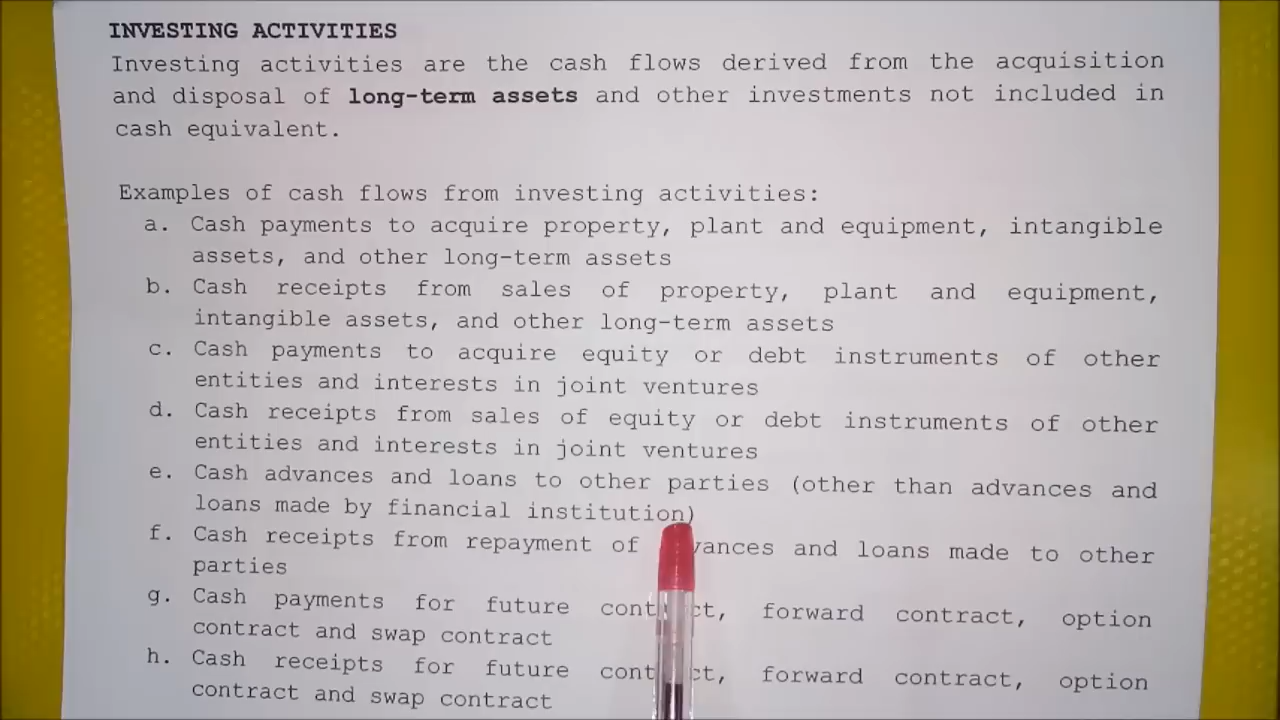 INVESTING ACTIVITIES
Investing activities are the cash flows derived from the acquisition
and disposal of long-term assets and other investments not included in
cash equivalent.
Examples of cash flows from investing activities:
a. Cash payments to acquire property, plant and equipment, intangible
assets, and other long-term assets
b. Cash receipts from sales of property, plant and equipment,
intangible assets, and other long-term assets
c. Cash payments to acquire equity or debt instruments of other
entities and interests in joint ventures
d. Cash receipts from sales of equity or debt instruments of other
entities and interests in joint ventures
e. Cash advances and loans to other parties (other than advances and
loans made by financial institution)
f. Cash receipts from repayment of and loans made to other
parties
g. Cash payments for future forward contract, option
contract and swap contract
h. Cash receipts for future forward contract, option
contract and swap contract